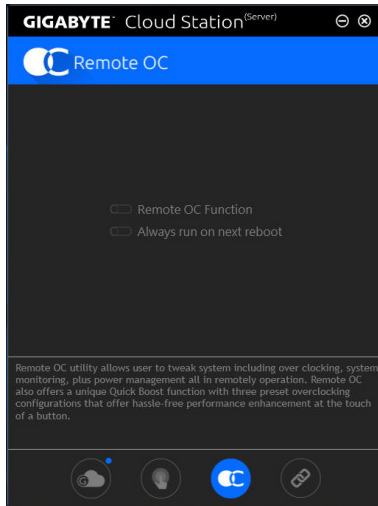 GIGABYTE™ Cloud Station(Server)
Remote OC
Remote OC Function
Always run on next reboot
Remote OC utility allows user to tweak system including over clocking, system
monitoring, plus power management all in remotely operation. Remote OC
also offers a unique Quick Boost function with three preset overclocking
configurations that offer hassle-free performance enhancement at the touch
of a button.
G